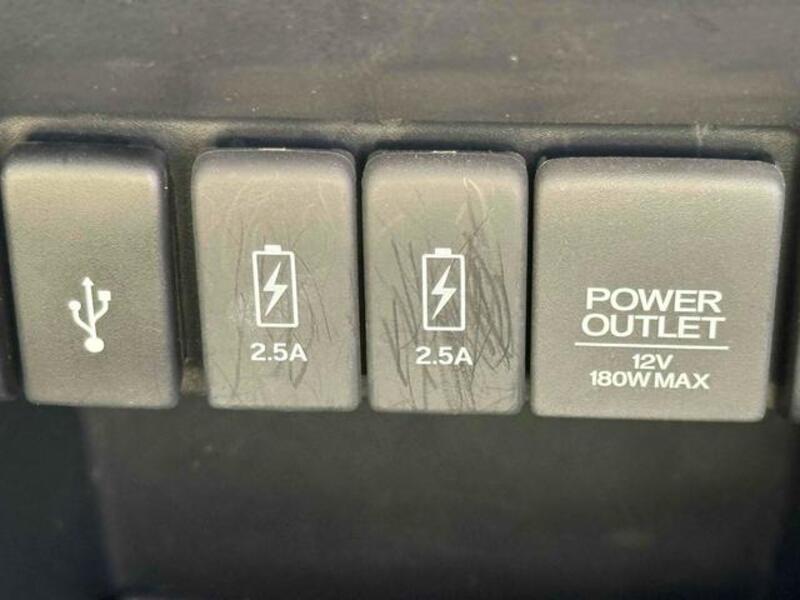 2.5A
2.5A
POWER
OUTLET
12V
180W MAX